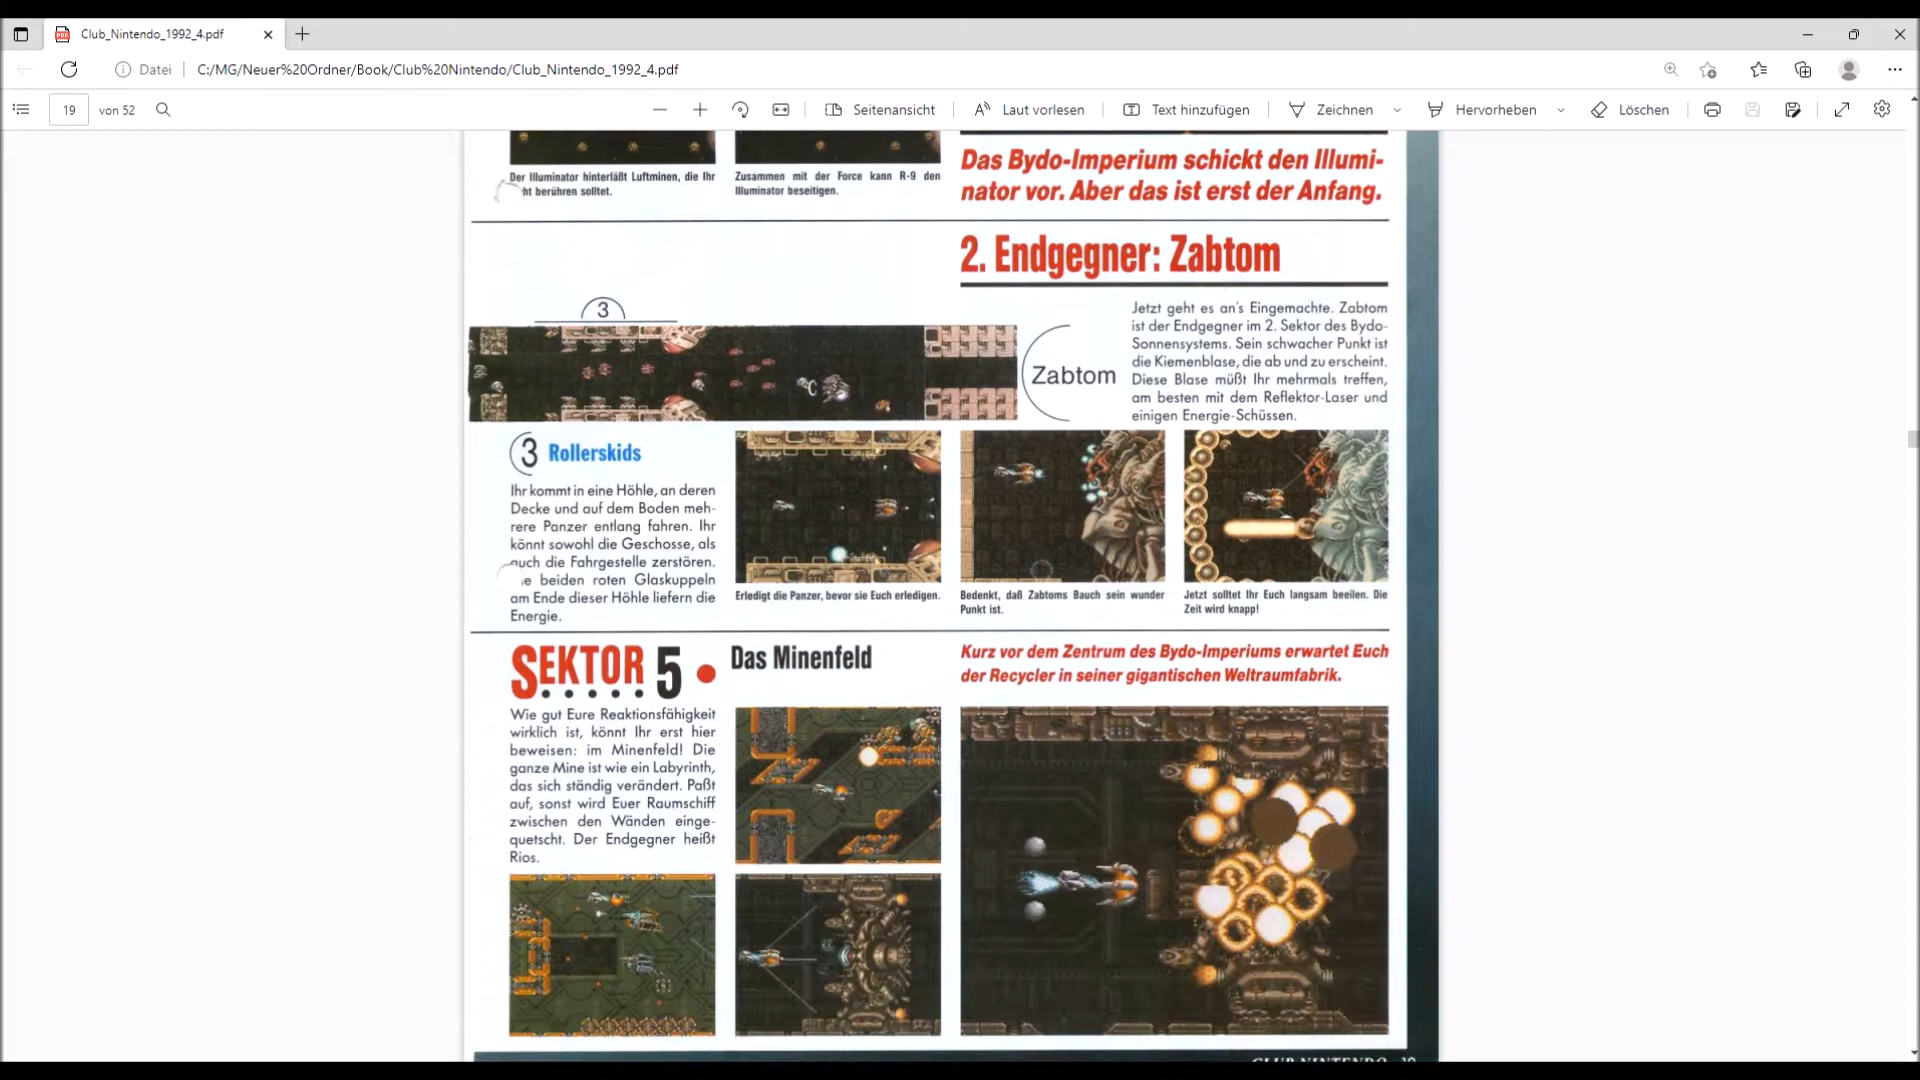 Club_Nintendo_1992_4.pdf
Datei
C:/MG/Neuer%20Ordner/Book/Club%20Nintendo/Club_Nintendo_1992_4.pdf
19
von 52
Seitenansicht
Laut vorlesen
Text hinzufügen
Zeichnen
Hervorheben
Löschen
Der Illuminator hinterläßt Luftminen, die Ihr
ht berühren solltet.
Zusammen mit der Force kann R-9 den
Illuminator beseitigen.
Das Bydo-Imperium schickt den Illumi-
nator vor. Aber das ist erst der Anfang.
2. Endgegner: Zabtom
3
Zabtom
Jetzt geht es an's Eingemachte. Zabtom
ist der Endgegner im 2. Sektor des Bydo-
Sonnensystems. Sein schwacher Punkt ist
die Kiemenblase, die ab und zu erscheint.
Diese Blase müßt Ihr mehrmals treffen,
am besten mit dem Reflektor-Laser und
einigen Energie-Schüssen.
3 Rollerskids
Ihr kommt in eine Höhle, an deren
Decke und auf dem Boden meh-
rere Panzer entlang fahren. Ihr
könnt sowohl die Geschosse, als
auch die Fahrgestelle zerstören.
e beiden roten Glaskuppeln
am Ende dieser Höhle liefern die
Energie.
Erledigt die Panzer, bevor sie Euch erledigen.
Bedenkt, daß Zabtoms Bauch sein wunder
Punkt ist.
Jetzt solltet Ihr Euch langsam beeilen. Die
Zeit wird knapp!
SEKTOR 5
Das Minenfeld
Kurz vor dem Zentrum des Bydo-Imperiums erwartet Euch
der Recycler in seiner gigantischen Weltraumfabrik.
Wie gut Eure Reaktionsfähigkeit
wirklich ist, könnt Ihr erst hier
beweisen: im Minenfeld! Die
ganze Mine ist wie ein Labyrinth,
das sich ständig verändert. Paßt
auf, sonst wird Euer Raumschiff
zwischen den Wänden einge-
quetscht. Der Endgegner heißt
Rios.
CLUB NINTENDO 19